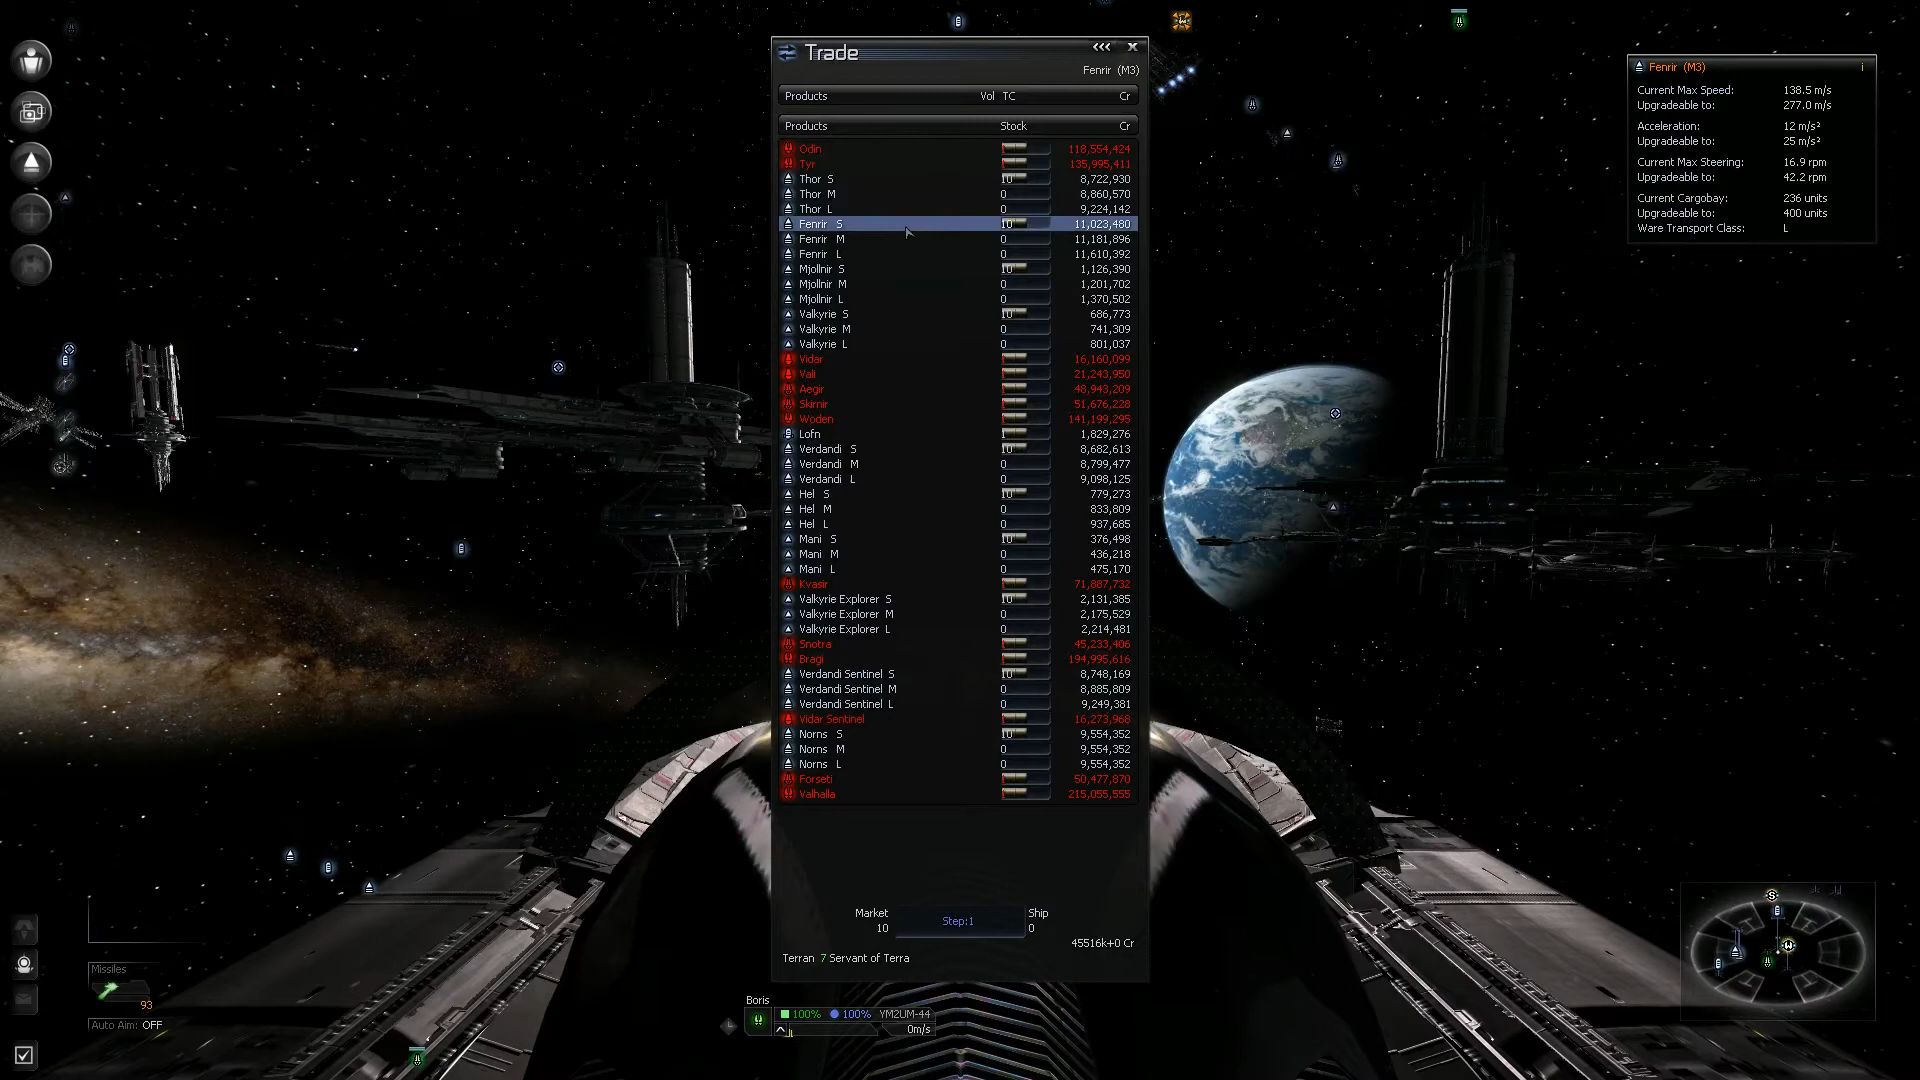 Trade
Fenrir (M3)
Products Vol TC Cr
Products Stock Cr
Odin 1 118,554,424
Tyr 1 135,995,411
Thor S 10 8,722,930
Thor M 0 8,860,570
Thor L 0 9,224,142
Fenrir S 10 11,023,480
Fenrir M 0 11,181,896
Fenrir L 0 11,610,392
Mjollnir S 10 1,126,390
Mjollnir M 0 1,201,702
Mjollnir L 0 1,370,502
Valkyrie S 10 686,773
Valkyrie M 0 741,309
Valkyrie L 0 801,037
Vidar 1 16,160,099
Vali 1 21,243,950
Aegir 1 48,943,209
Skirnir 1 51,676,228
Woden 1 141,199,295
Lofn 1 1,829,276
Verdandi S 10 8,682,613
Verdandi M 0 8,799,477
Verdandi L 0 9,098,125
Hel S 10 779,273
Hel M 0 833,809
Hel L 0 937,685
Mani S 10 376,498
Mani M 0 436,218
Mani L 0 475,170
Kvasir 1 71,887,732
Valkyrie Explorer S 10 2,131,385
Valkyrie Explorer M 0 2,175,529
Valkyrie Explorer L 0 2,214,481
Snotra 1 45,233,406
Bragi 1 194,995,616
Verdandi Sentinel S 10 8,748,169
Verdandi Sentinel M 0 8,885,809
Verdandi Sentinel L 0 9,249,381
Vidar Sentinel 1 16,273,968
Norns S 10 9,554,352
Norns M 0 9,554,352
Norns L 0 9,554,352
Forseti 1 50,477,870
Valhalla 1 215,055,555
Market Step:1 Ship
10 0
45516k+0 Cr
Terran 7 Servant of Terra
Fenrir (M3) i
Current Max Speed: 138.5 m/s
Upgradeable to: 277.0 m/s
Acceleration: 12 m/s²
Upgradeable to: 25 m/s²
Current Max Steering: 16.9 rpm
Upgradeable to: 42.2 rpm
Current Cargobay: 236 units
Upgradeable to: 400 units
Ware Transport Class: L
Missiles
93
Auto Aim: OFF
Boris
100% 100% YM2UM-44
0m/s